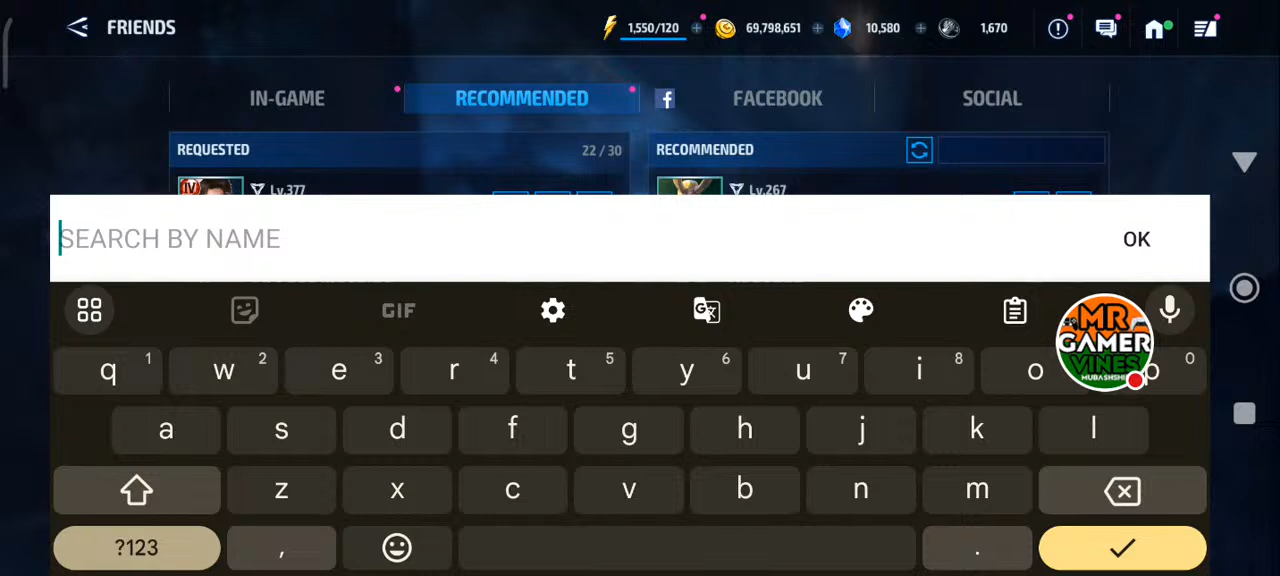 FRIENDS
1,550/120
69,798,651
10,580
1,670
IN-GAME
RECOMMENDED
FACEBOOK
SOCIAL
REQUESTED
22 / 30
RECOMMENDED
IV
Lv.377
Lv.267
SEARCH BY NAME
OK
GIF
q 1 w 2 e 3 r 4 t 5 y 6 u 7 i 8 o p 0
MR
GAMER
VINES
a s d f g h j k l
z x c v b n m
?123 , .